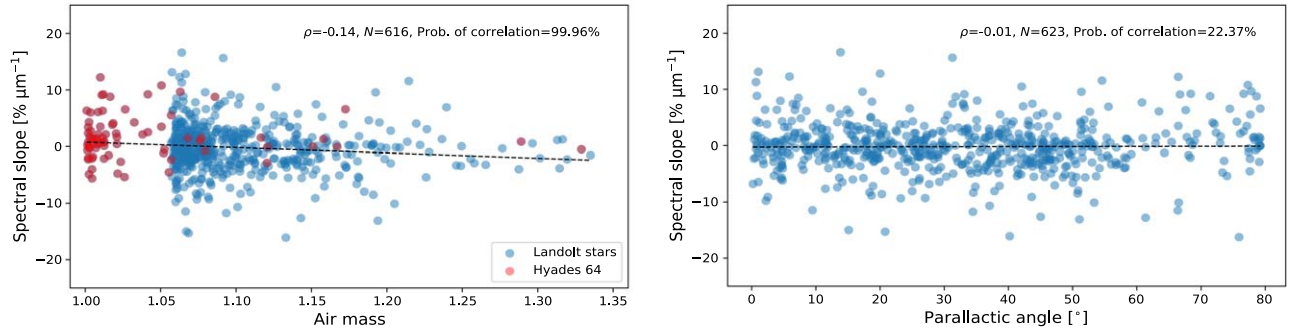 ρ=-0.14, N=616, Prob. of correlation=99.96%
Spectral slope [% μm⁻¹]
20
10
0
−10
−20
Landolt stars
Hyades 64
1.00 1.05 1.10 1.15 1.20 1.25 1.30 1.35
Air mass
ρ=-0.01, N=623, Prob. of correlation=22.37%
Spectral slope [% μm⁻¹]
20
10
0
−10
−20
0 10 20 30 40 50 60 70 80
Parallactic angle [°]